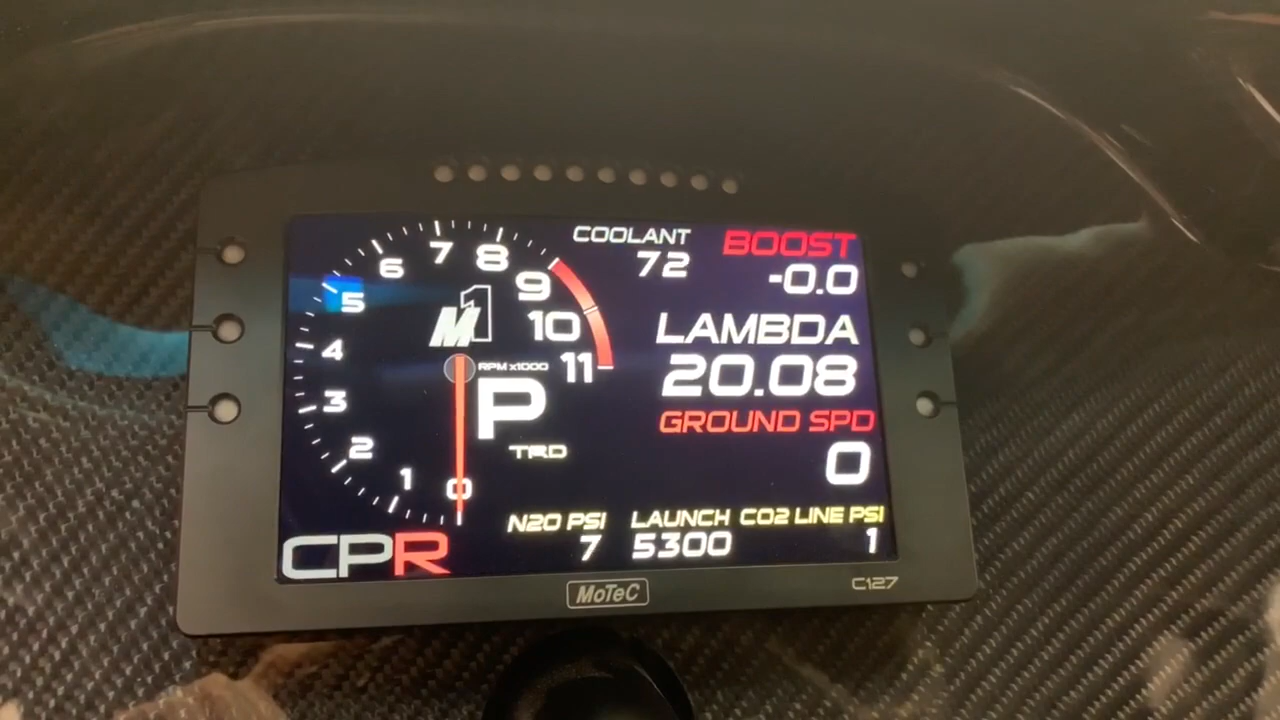 7
8
6
9
5
10
4
11
3
2
1
0
M1
RPM x1000
P
TRD
COOLANT
72
BOOST
-0.0
LAMBDA
20.08
GROUND SPD
0
N2O PSI
7
LAUNCH
5300
CO2 LINE PSI
1
CPR
MoTeC
C127